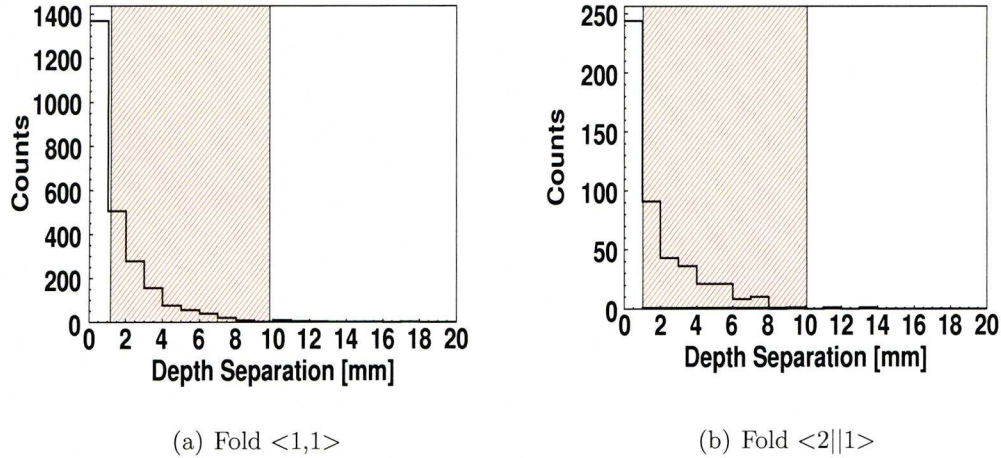 1400
1200
1000
800
600
400
200
0
Counts
0 2 4 6 8 10 12 14 16 18 20
Depth Separation [mm]
(a) Fold <1,1>
250
200
150
100
50
0
Counts
0 2 4 6 8 10 12 14 16 18 20
Depth Separation [mm]
(b) Fold <2||1>